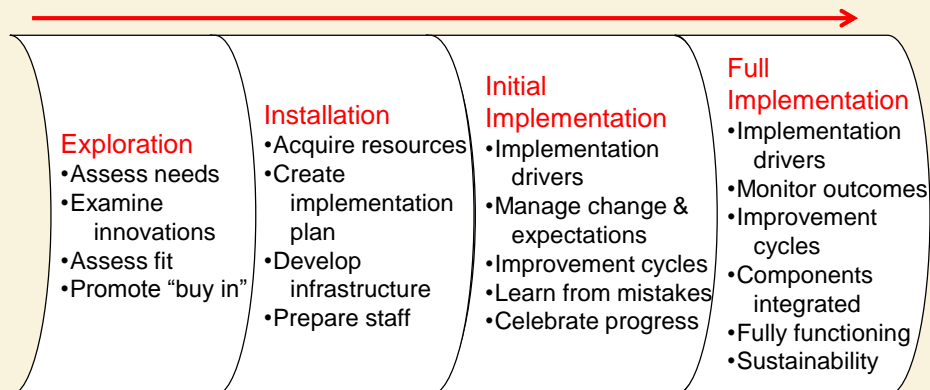 Exploration
•Assess needs
•Examine
innovations
•Assess fit
•Promote “buy in”
Installation
•Acquire resources
•Create
implementation
plan
•Develop
infrastructure
•Prepare staff
Initial
Implementation
•Implementation
drivers
•Manage change &
expectations
•Improvement cycles
•Learn from mistakes
•Celebrate progress
Full
Implementation
•Implementation
drivers
•Monitor outcomes
•Improvement
cycles
•Components
integrated
•Fully functioning
•Sustainability